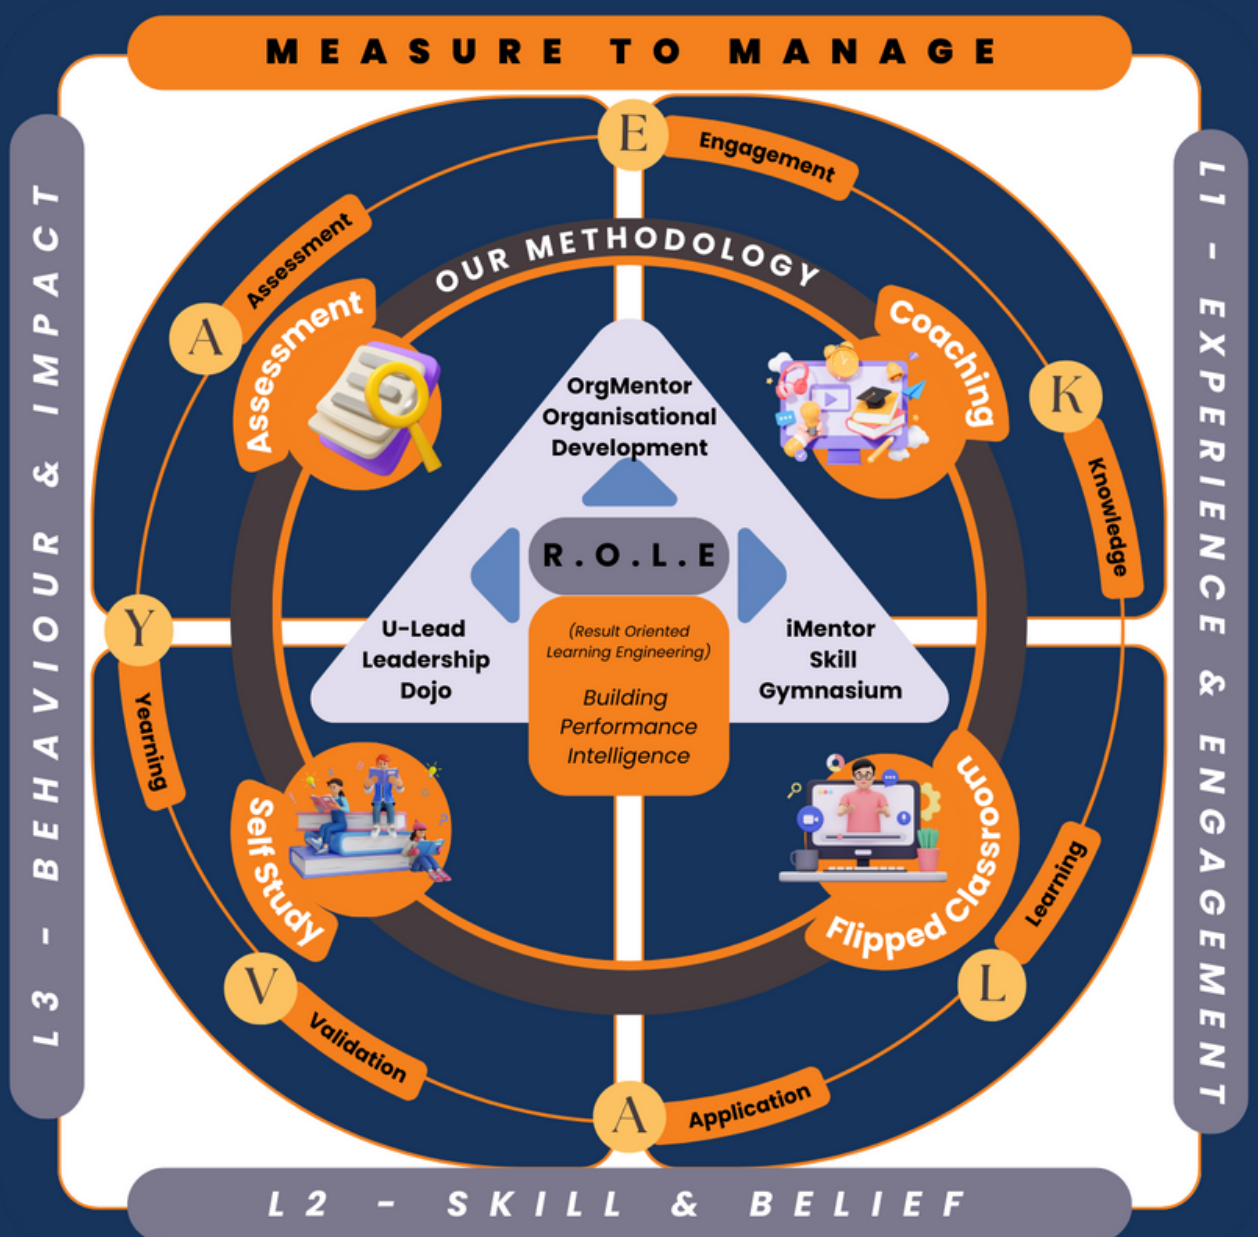 MEASURE TO MANAGE
E
Engagement
Assessment
A
OUR METHODOLOGY
Assessment
Coaching
K
Knowledge
OrgMentor
Organisational
Development
R.O.L.E
(Result Oriented
Learning Engineering)
Building
Performance
Intelligence
U-Lead
Leadership
Dojo
iMentor
Skill
Gymnasium
Y
Yearning
Self Study
Flipped Classroom
Learning
L
V
Validation
A
Application
L3 - BEHAVIOUR & IMPACT
L1 - EXPERIENCE & ENGAGEMENT
L2 - SKILL & BELIEF